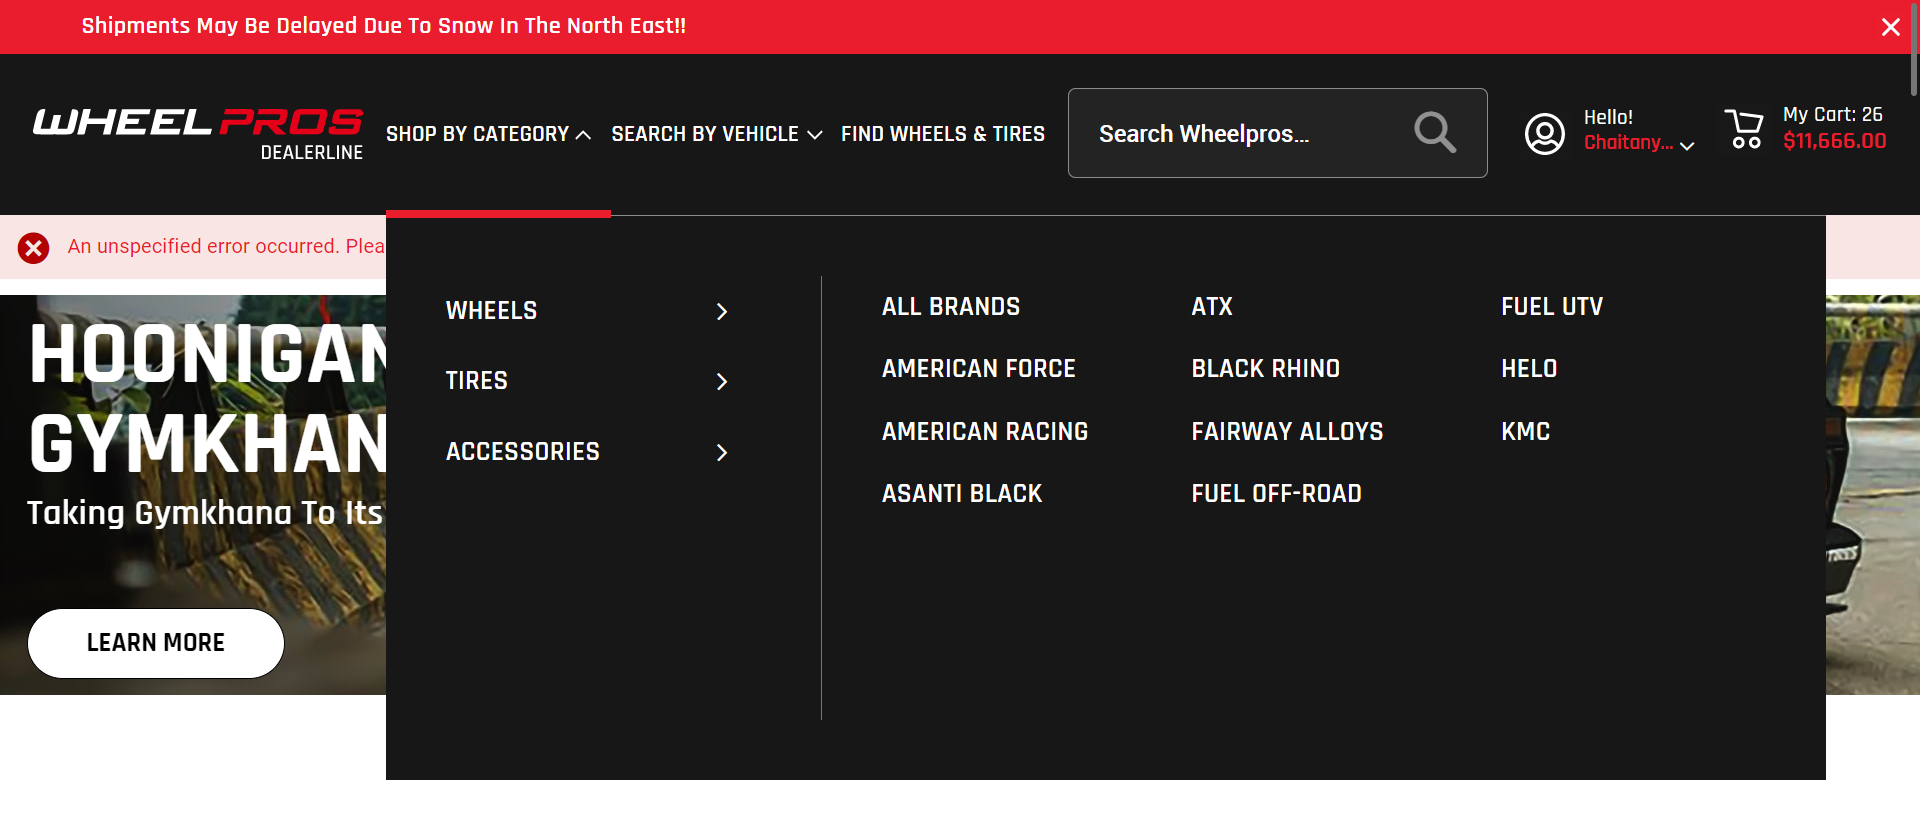 Shipments May Be Delayed Due To Snow In The North East!!
WHEEL PROS
DEALERLINE
SHOP BY CATEGORY
SEARCH BY VEHICLE
FIND WHEELS & TIRES
Search Wheelpros...
Hello!
Chaitany...
My Cart: 26
$11,666.00
An unspecified error occurred. Plea
WHEELS
TIRES
ACCESSORIES
ALL BRANDS
AMERICAN FORCE
AMERICAN RACING
ASANTI BLACK
ATX
BLACK RHINO
FAIRWAY ALLOYS
FUEL OFF-ROAD
FUEL UTV
HELO
KMC
HOONIGAN
GYMKHAN
Taking Gymkhana To Its
LEARN MORE